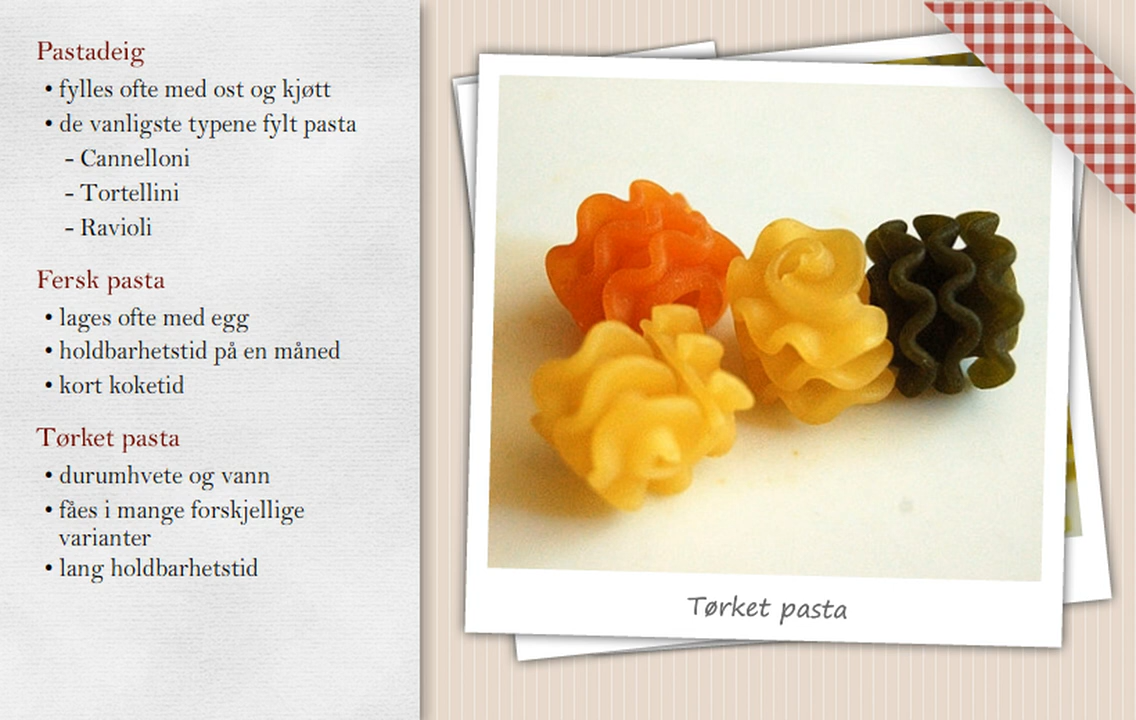 Pastadeig
• fylles ofte med ost og kjøtt
• de vanligste typene fylt pasta
- Cannelloni
- Tortellini
- Ravioli
Fersk pasta
• lages ofte med egg
• holdbarhetstid på en måned
• kort koketid
Tørket pasta
• durumhvete og vann
• fåes i mange forskjellige
varianter
• lang holdbarhetstid
Tørket pasta